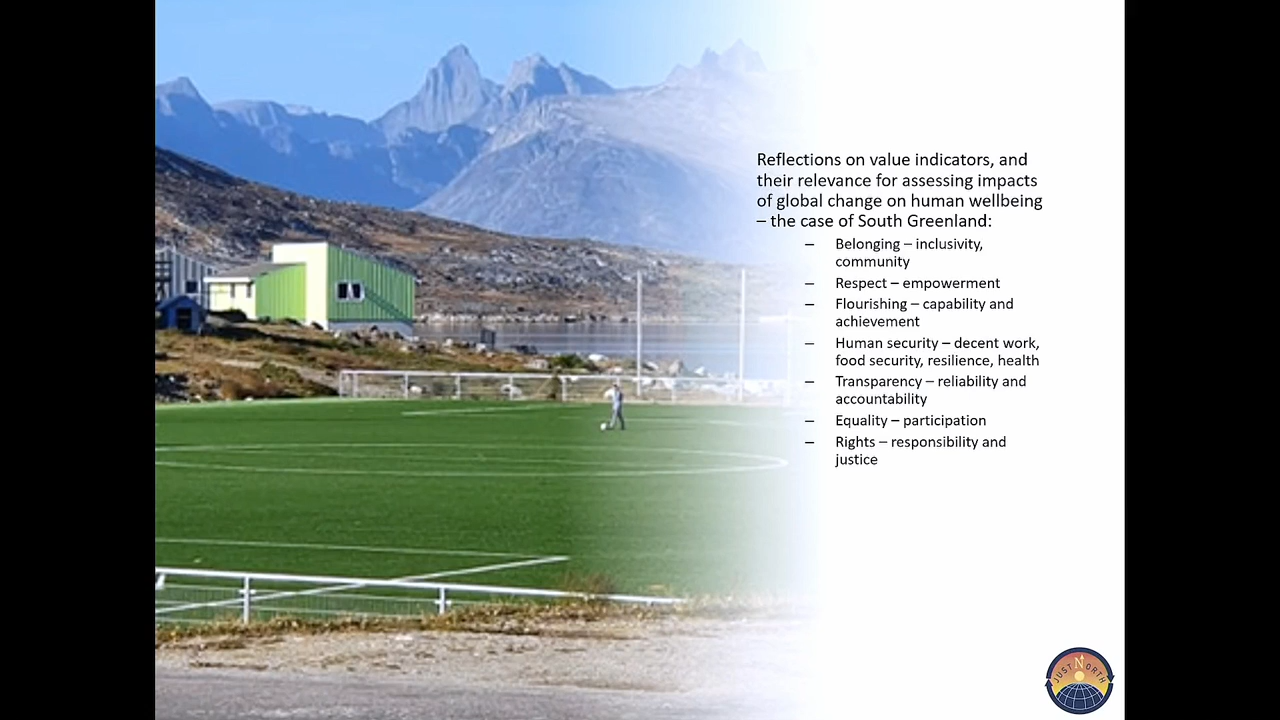 Reflections on value indicators, and
their relevance for assessing impacts
of global change on human wellbeing
– the case of South Greenland:
– Belonging – inclusivity,
community
– Respect – empowerment
– Flourishing – capability and
achievement
– Human security – decent work,
food security, resilience, health
– Transparency – reliability and
accountability
– Equality – participation
– Rights – responsibility and
justice
JUSTNORTH